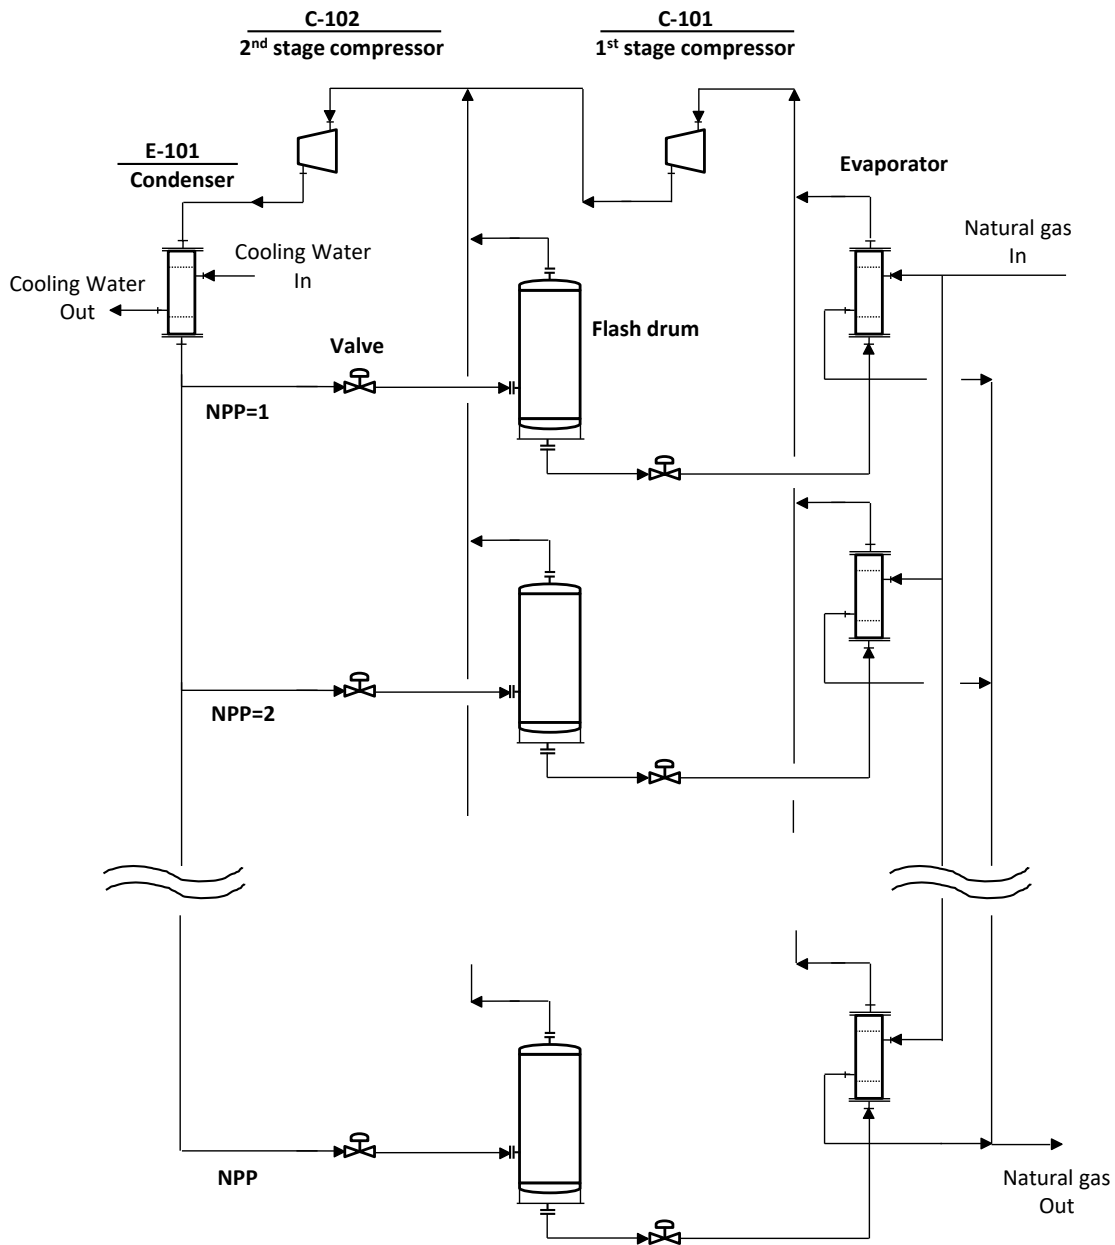 C-102
2nd stage compressor
C-101
1st stage compressor
E-101
Condenser
Evaporator
Natural gas
In
Cooling Water
In
Cooling Water
Out
Valve
Flash drum
NPP=1
NPP=2
NPP
Natural gas
Out